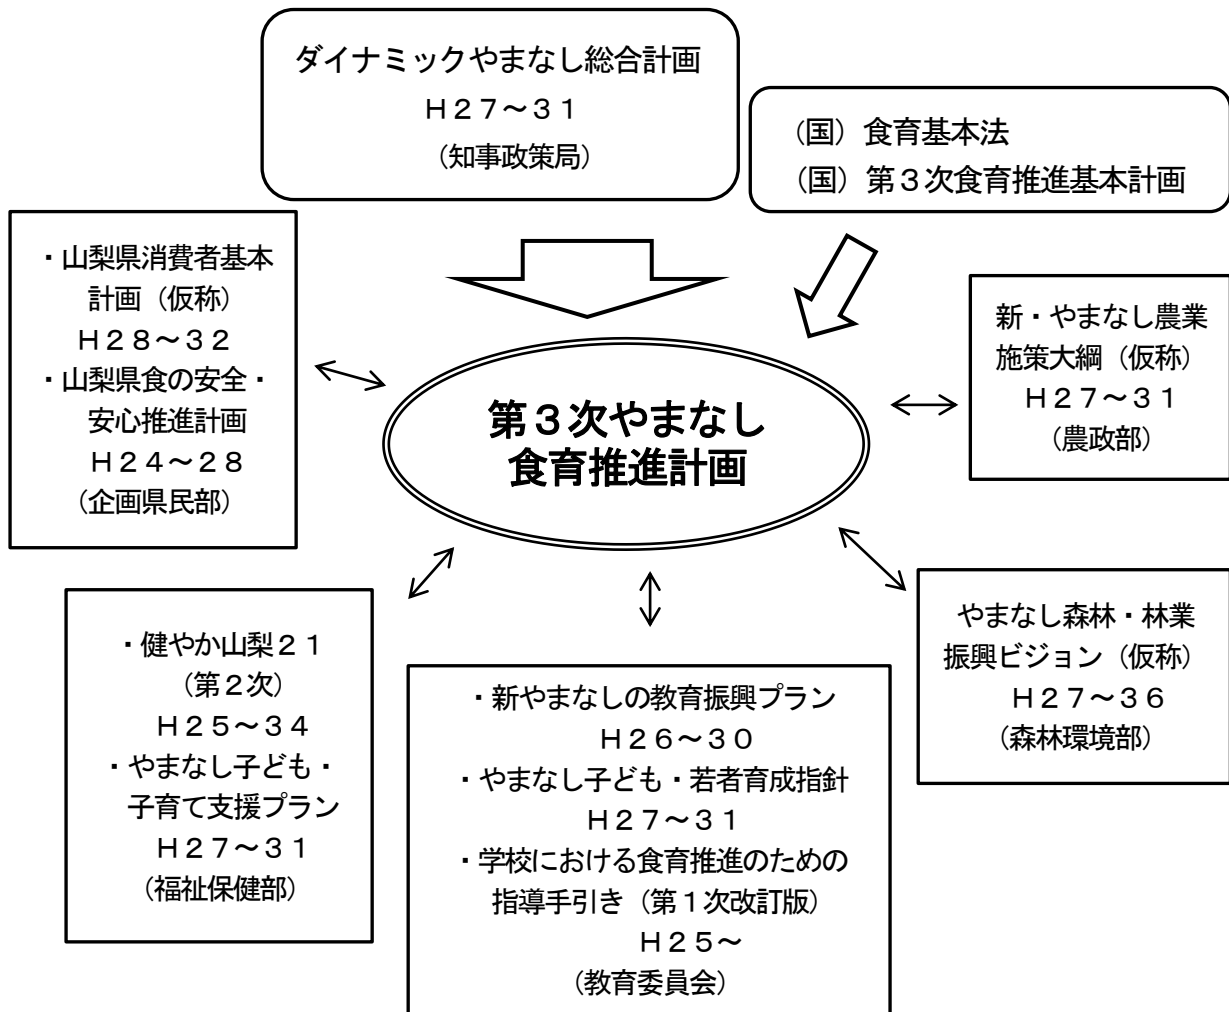 ダイナミックやまなし総合計画
H27~31
(知事政策局)
(国)食育基本法
(国)第3次食育推進基本計画
・山梨県消費者基本
計画(仮称)
H28~32
・山梨県食の安全・
安心推進計画
H24~28
(企画県民部)
新・やまなし農業
施策大綱(仮称)
H27~31
(農政部)
第3次やまなし
食育推進計画
・健やか山梨21
(第2次)
H25~34
・やまなし子ども・
子育て支援プラン
H27~31
(福祉保健部)
・新やまなしの教育振興プラン
H26~30
・やまなし子ども・若者育成指針
H27~31
・学校における食育推進のための
指導手引き(第1次改訂版)
H25~
(教育委員会)
やまなし森林・林業
振興ビジョン(仮称)
H27~36
(森林環境部)